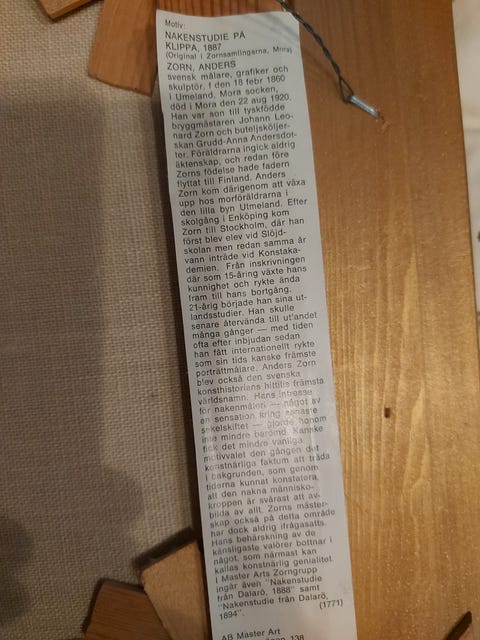 Motiv:
NAKENSTUDIE PÅ
KLIPPA, 1887
(Original i Zornsamlingarna, Mora)
ZORN, ANDERS
svensk målare, grafiker och
skulptör, f den 18 febr 1860
i Umeland, Mora socken,
död i Mora den 22 aug 1920.
Han var son till tyskfödde
bryggmästaren Johann Leo-
nard Zorn och buteljsköljer-
skan Grudd-Anna Andersdot-
ter. Föräldrarna ingick aldrig
äktenskap, och redan före
Zorns födelse hade fadern
flyttat till Finland. Anders
Zorn kom därigenom att växa
upp hos morföräldrarna i
den lilla byn Utmeland. Efter
skolgång i Enköping kom
Zorn till Stockholm, där han
först blev elev vid Slöjd-
skolan men redan samma år
vann inträde vid Konstaka-
demien. Från inskrivningen
där som 15-åring växte hans
kunnighet och rykte ända
fram till hans bortgång.
21-årig började han sina ut-
landsstudier. Han skulle
senare återvända till utlandet
många gånger — med tiden
ofta efter inbjudan sedan
han fått internationellt rykte
som sin tids kanske främste
porträttmålare. Anders Zorn
blev också den svenska
konsthistoriens hittills främsta
världsnamn. Hans intresse
för nakenmåleri — något av
en sensation kring senaste
sekelskiftet — gjorde honom
inte mindre berömd. Kanske
fick det mindre vanliga
motivvalet den gången det
konstnärliga faktum att träda
i bakgrunden, som genom
tiderna kunnat konstatera,
att den nakna människo-
kroppen är svårast att av-
bilda av allt. Zorns mäster-
skap också på detta område
har dock aldrig ifrågasatts.
Hans behärskning av de
känsligaste valörer bottnar i
något, som närmast kan
kallas konstnärlig genialitet.
I Master Arts Zorngrupp
ingår även "Nakenstudie
från Dalarö, 1888" samt
"Nakenstudie från Dalarö,
1894". (1771)
AB Master Art
138